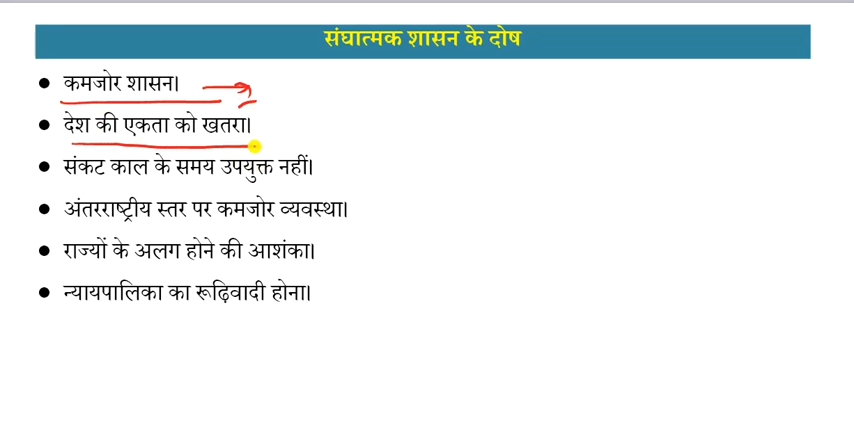 संघात्मक शासन के दोष
● कमजोर शासन।
● देश की एकता को खतरा।
● संकट काल के समय उपयुक्त नहीं।
● अंतरराष्ट्रीय स्तर पर कमजोर व्यवस्था।
● राज्यों के अलग होने की आशंका।
● न्यायपालिका का रूढ़िवादी होना।